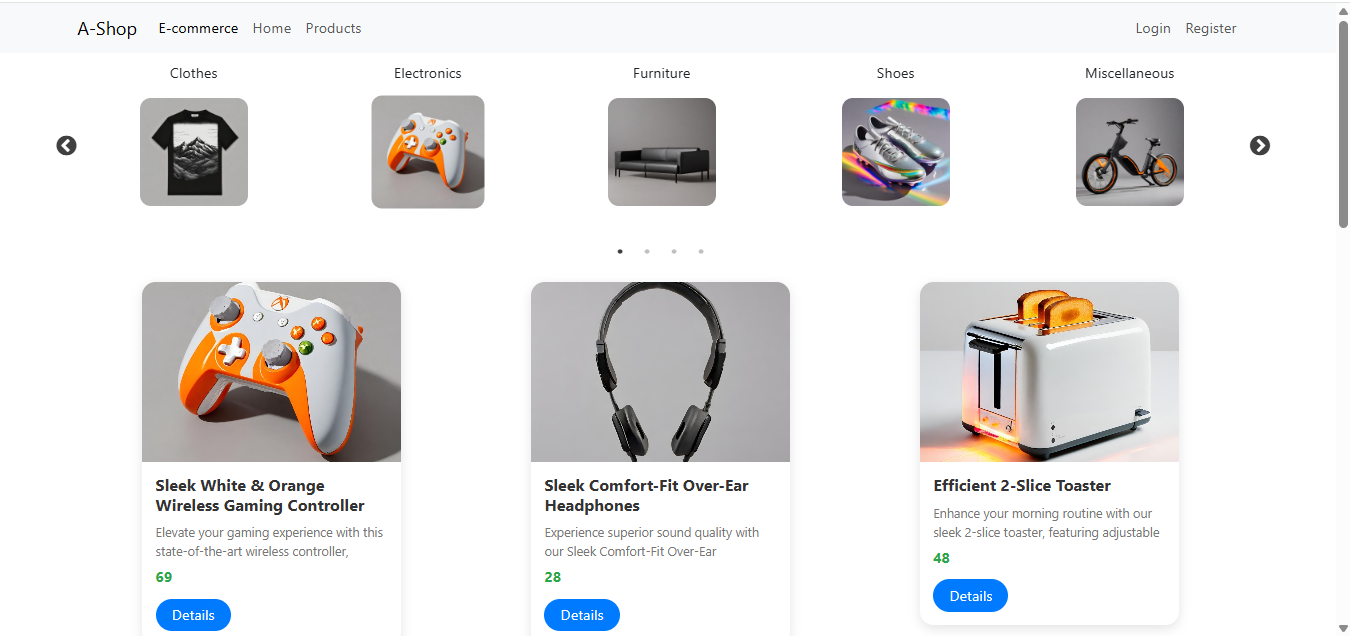 A-Shop E-commerce Home Products Login Register
Clothes Electronics Furniture Shoes Miscellaneous
Sleek White & Orange
Wireless Gaming Controller
Elevate your gaming experience with this
state-of-the-art wireless controller,
69
Details
Sleek Comfort-Fit Over-Ear
Headphones
Experience superior sound quality with
our Sleek Comfort-Fit Over-Ear
28
Details
Efficient 2-Slice Toaster
Enhance your morning routine with our
sleek 2-slice toaster, featuring adjustable
48
Details